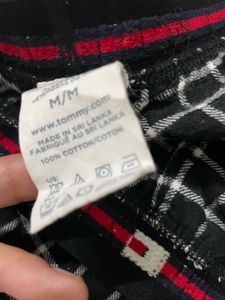 M/M
www.tommy.com
MADE IN SRI LANKA
FABRIQUÉ AU SRI LANKA
100% COTTON/COTON